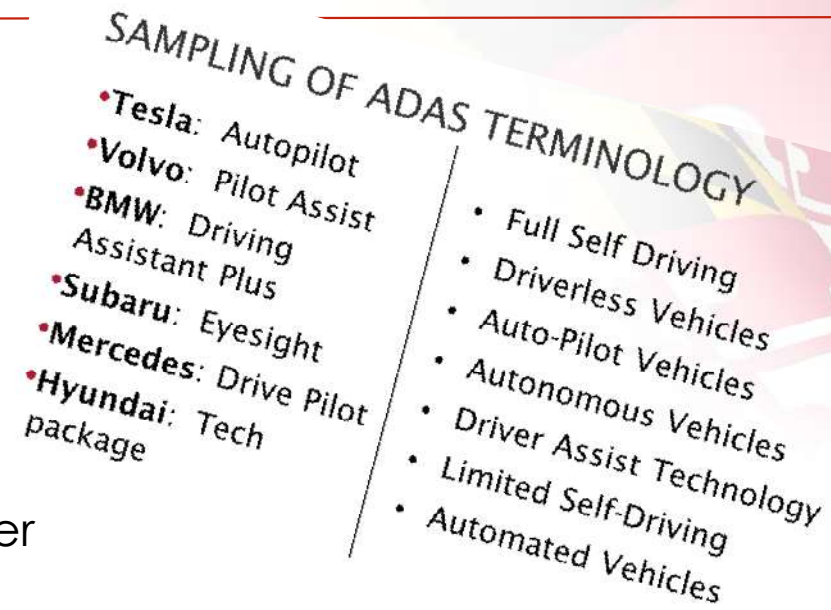 SAMPLING OF ADAS TERMINOLOGY
•Tesla: Autopilot
•Volvo: Pilot Assist
•BMW: Driving
Assistant Plus
•Subaru: Eyesight
•Mercedes: Drive Pilot
•Hyundai: Tech
package
• Full Self Driving
• Driverless Vehicles
• Auto-Pilot Vehicles
• Autonomous Vehicles
• Driver Assist Technology
• Limited Self-Driving
• Automated Vehicles
er